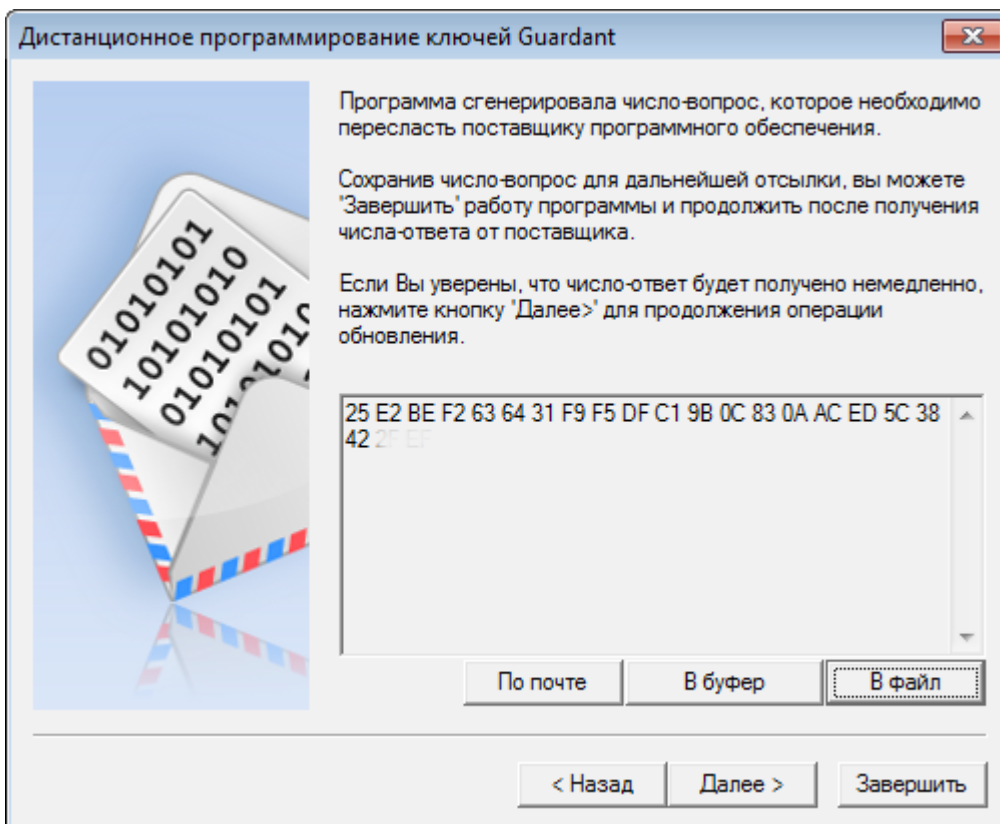 Дистанционное программирование ключей Guardant
Программа сгенерировала число-вопрос, которое необходимо
переслать поставщику программного обеспечения.
Сохранив число-вопрос для дальнейшей отсылки, вы можете
'Завершить' работу программы и продолжить после получения
числа-ответа от поставщика.
Если Вы уверены, что число-ответ будет получено немедленно,
нажмите кнопку 'Далее>' для продолжения операции
обновления.
01010101
10101010
0101010
25 E2 BE F2 63 64 31 F9 F5 DF C1 9B 0C 83 0A AC ED 5C 38
42
По почте
В буфер
В файл
< Назад
Далее >
Завершить